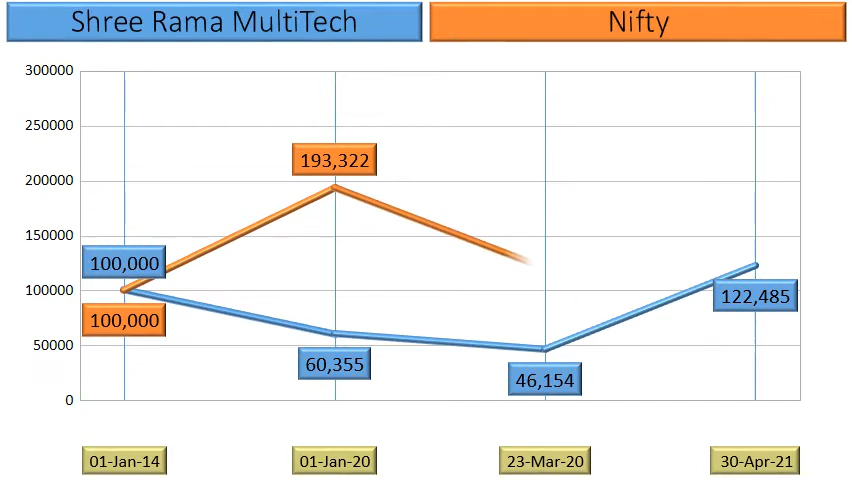 Shree Rama MultiTech
Nifty
300000
250000
200000
150000
100000
50000
0
193,322
100,000
100,000
60,355
46,154
122,485
01-Jan-14
01-Jan-20
23-Mar-20
30-Apr-21